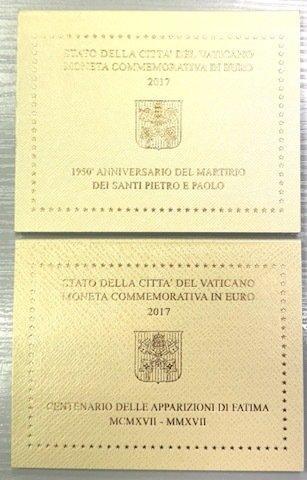 STATO DELLA CITTA' DEL VATICANO
MONETA COMMEMORATIVA IN EURO
2017
1950° ANNIVERSARIO DEL MARTIRIO
DEI SANTI PIETRO E PAOLO
STATO DELLA CITTA' DEL VATICANO
MONETA COMMEMORATIVA IN EURO
2017
CENTENARIO DELLE APPARIZIONI DI FATIMA
MCMXVII - MMXVII